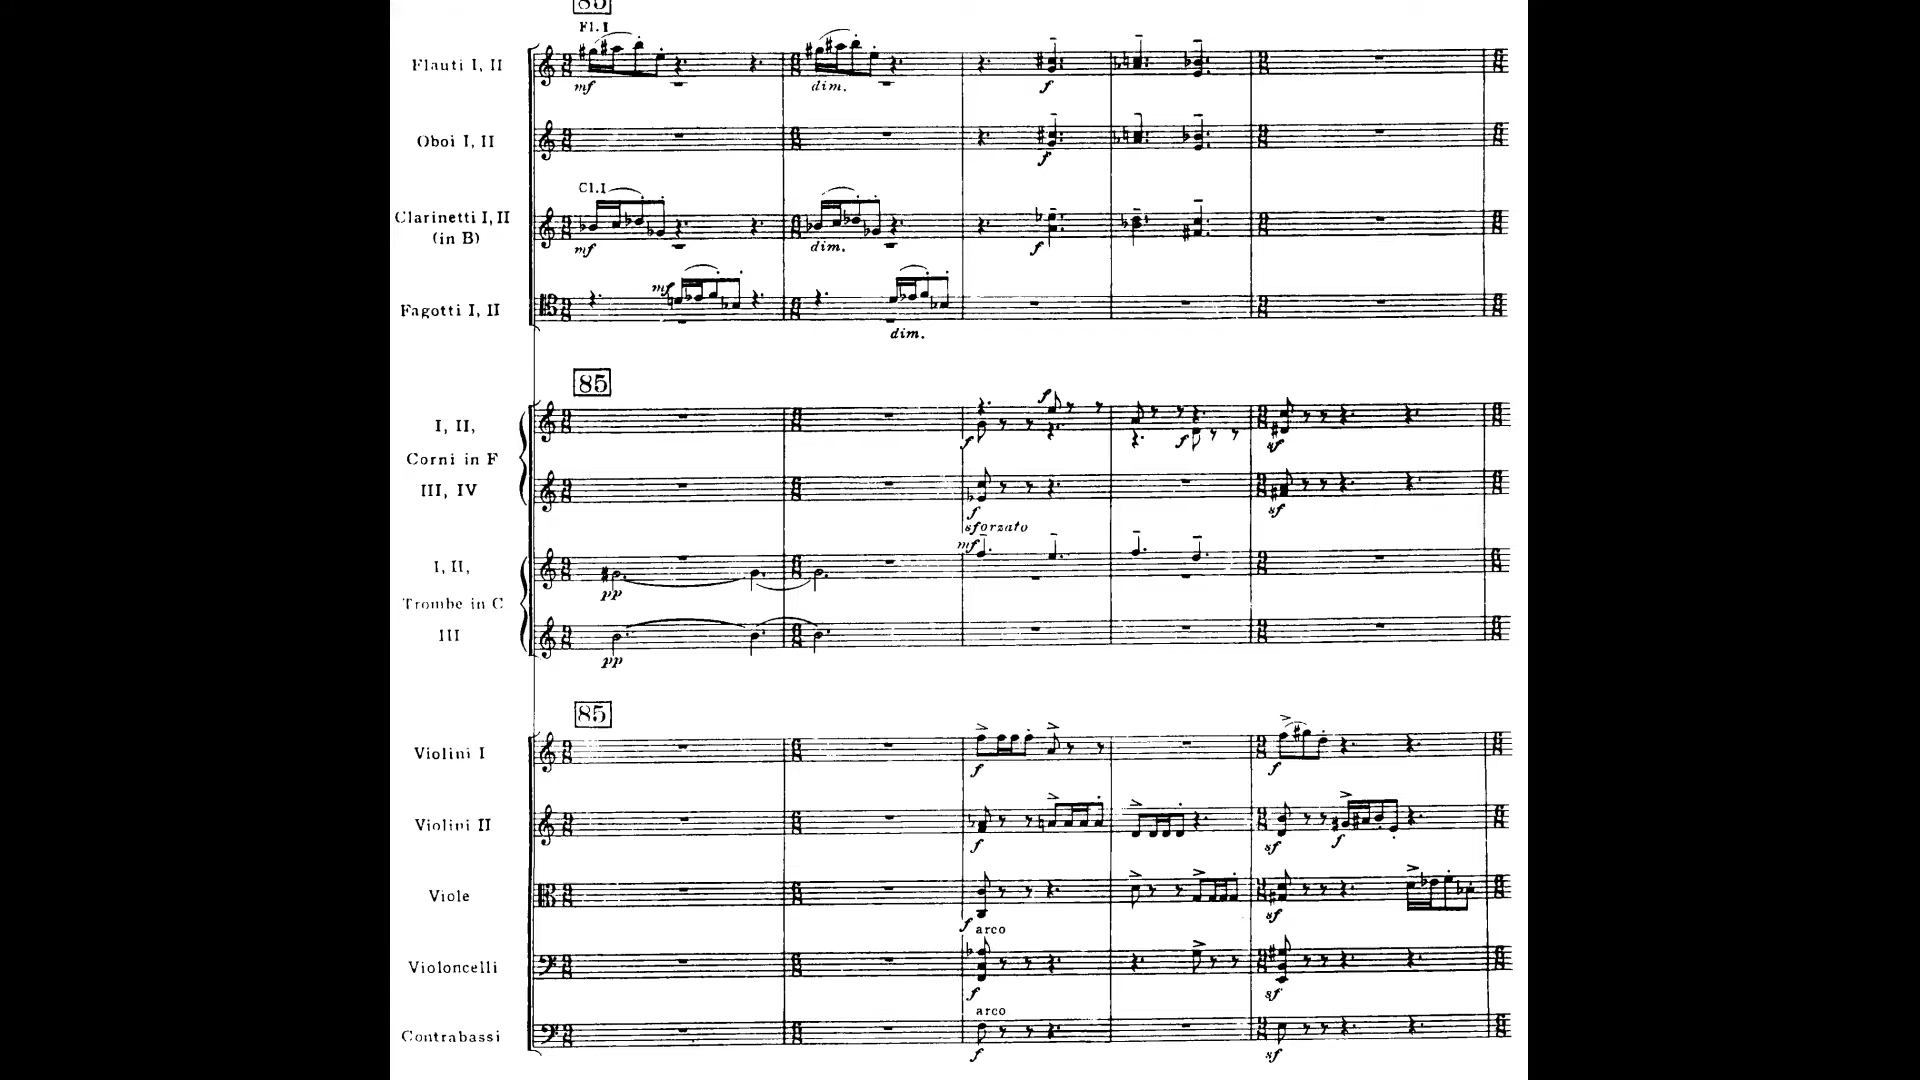 85
Fl. I
Flauti I, II
mf
dim.
f
Oboi I, II
f
Cl. I
Clarinetti I, II
(in B)
mf
dim.
f
mf
Fagotti I, II
dim.
85
f
I, II,
f
f
sf
Corni in F
III, IV
f
sf
sforzato
mf
I, II,
pp
Trombe in C
III
pp
85
Violini I
f
f
Violini II
f
sf
f
Viole
f
sf
arco
Violoncelli
f
sf
arco
Contrabassi
f
sf